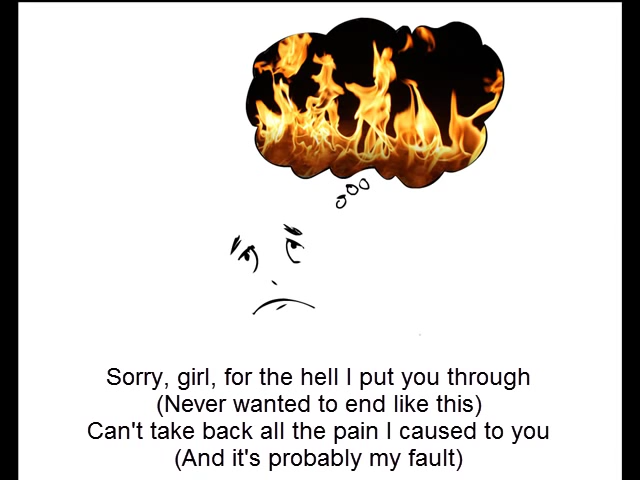 Sorry, girl, for the hell I put you through
(Never wanted to end like this)
Can't take back all the pain I caused to you
(And it's probably my fault)